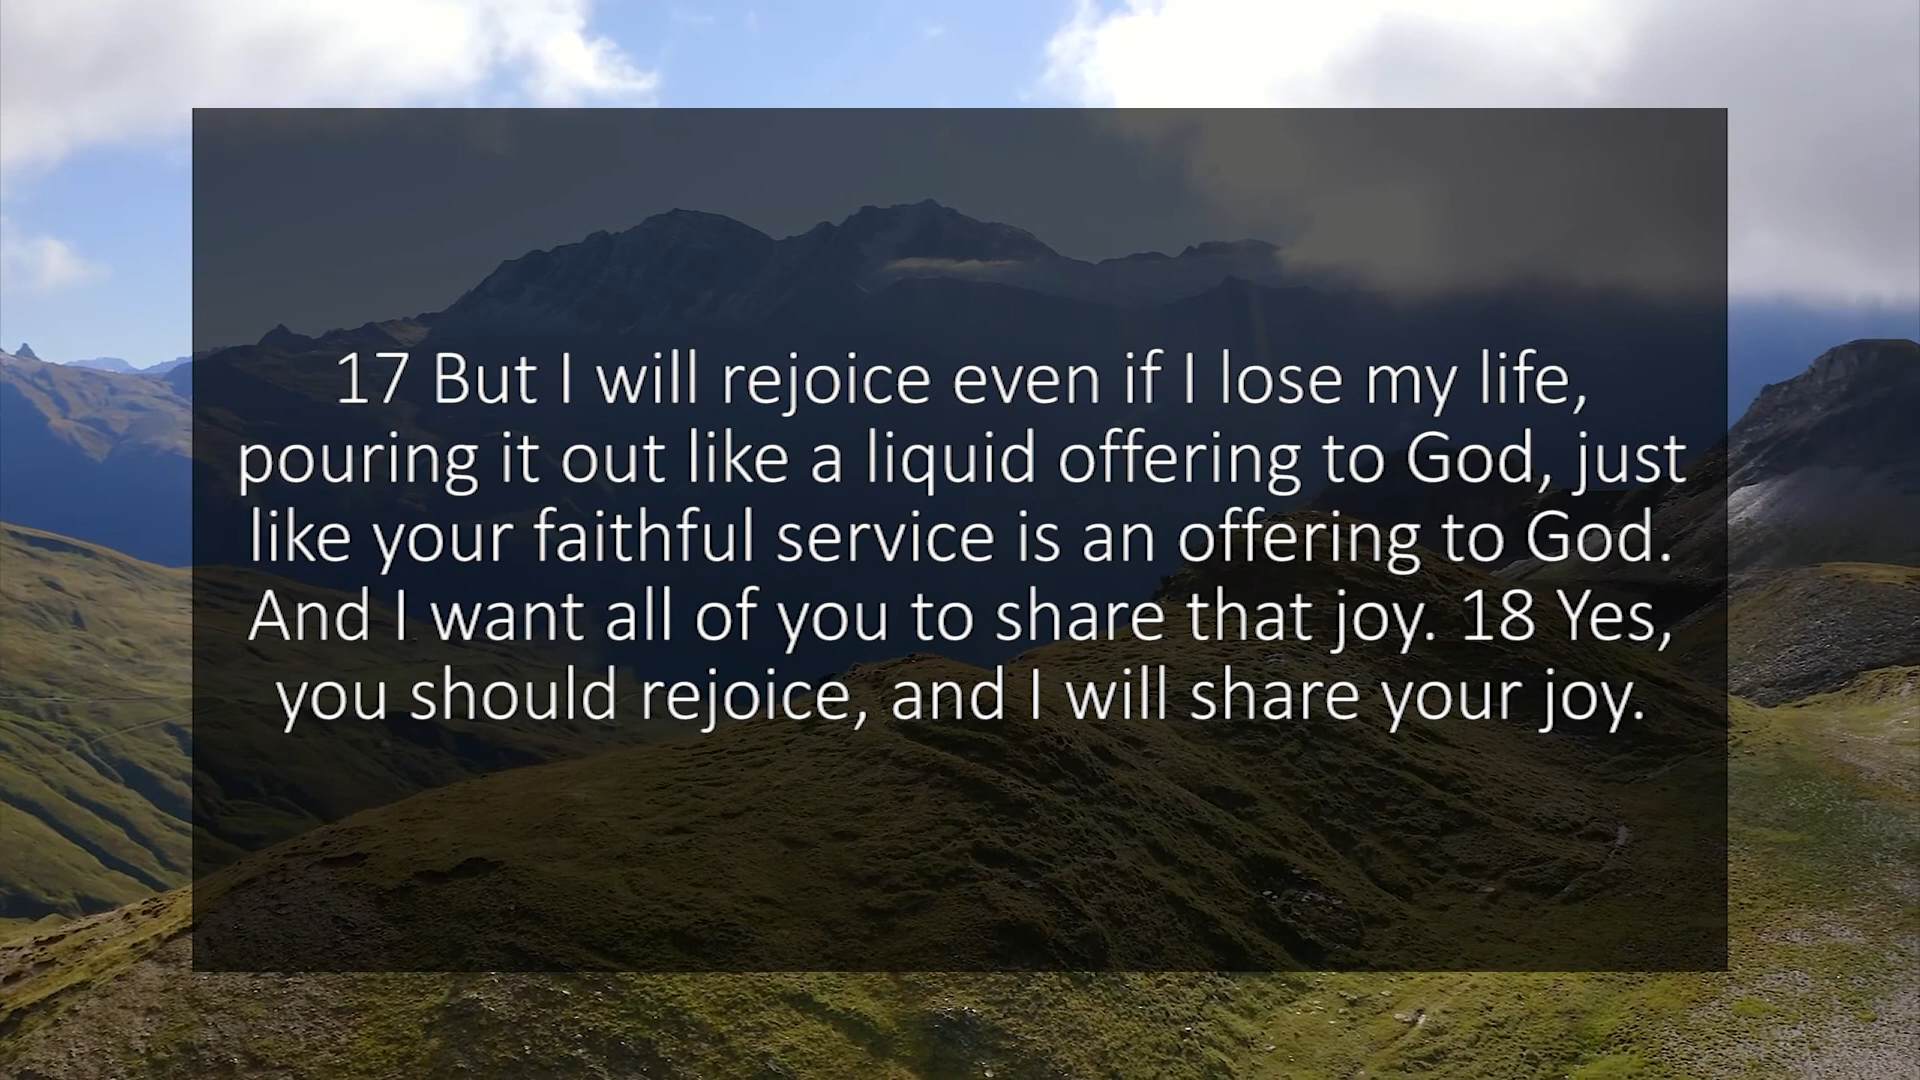 17 But I will rejoice even if I lose my life,
pouring it out like a liquid offering to God, just
like your faithful service is an offering to God.
And I want all of you to share that joy. 18 Yes,
you should rejoice, and I will share your joy.